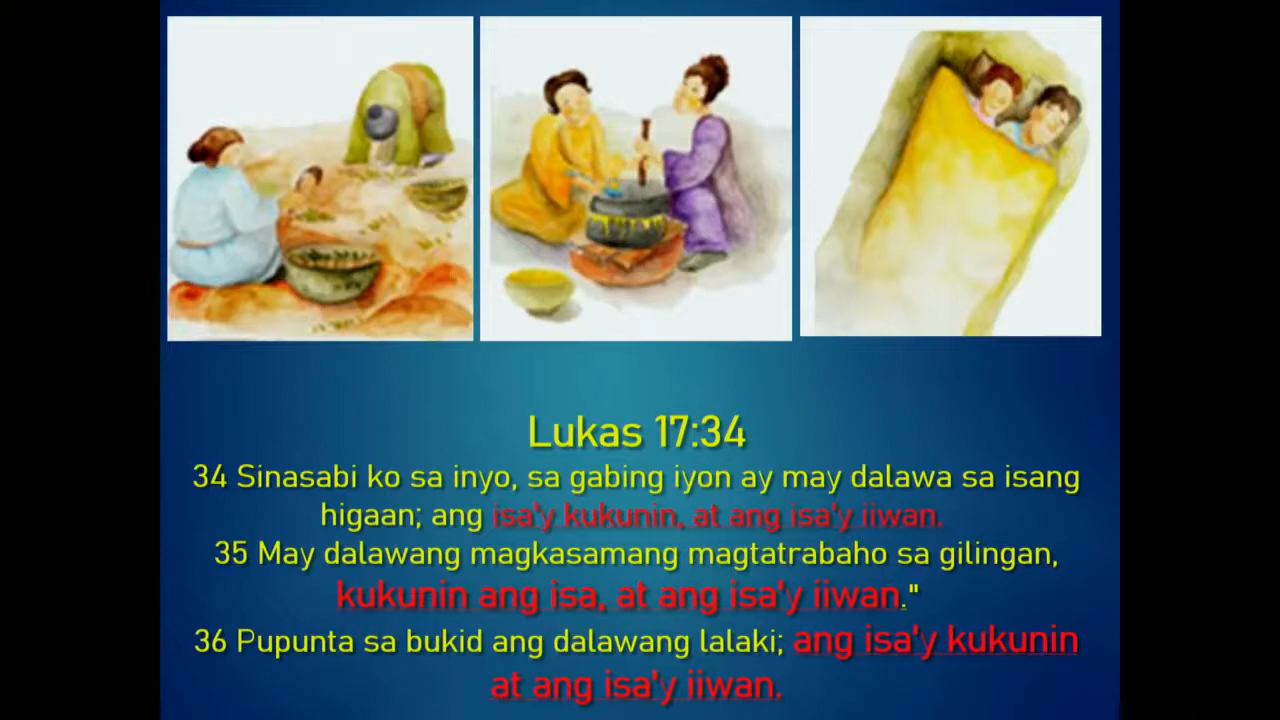 Lukas 17:34
34 Sinasabi ko sa inyo, sa gabing iyon ay may dalawa sa isang
higaan; ang isa'y kukunin, at ang isa'y iiwan.
35 May dalawang magkasamang magtatrabaho sa gilingan,
kukunin ang isa, at ang isa'y iiwan."
36 Pupunta sa bukid ang dalawang lalaki; ang isa'y kukunin
at ang isa'y iiwan.